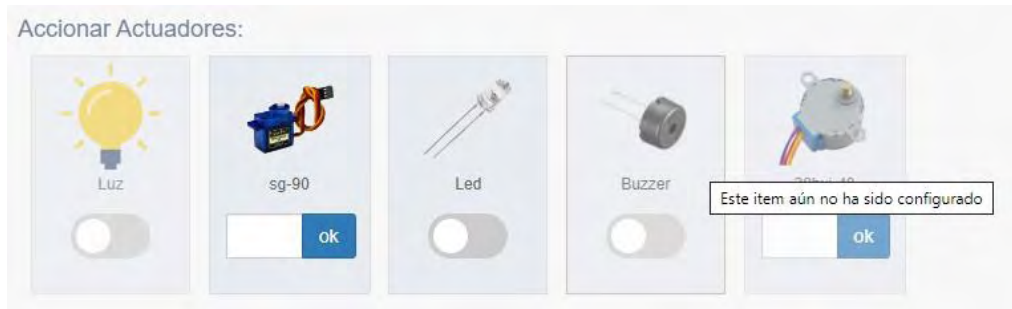 Accionar Actuadores:
Luz
sg-90
Led
Buzzer
Este item aún no ha sido configurado
ok
ok